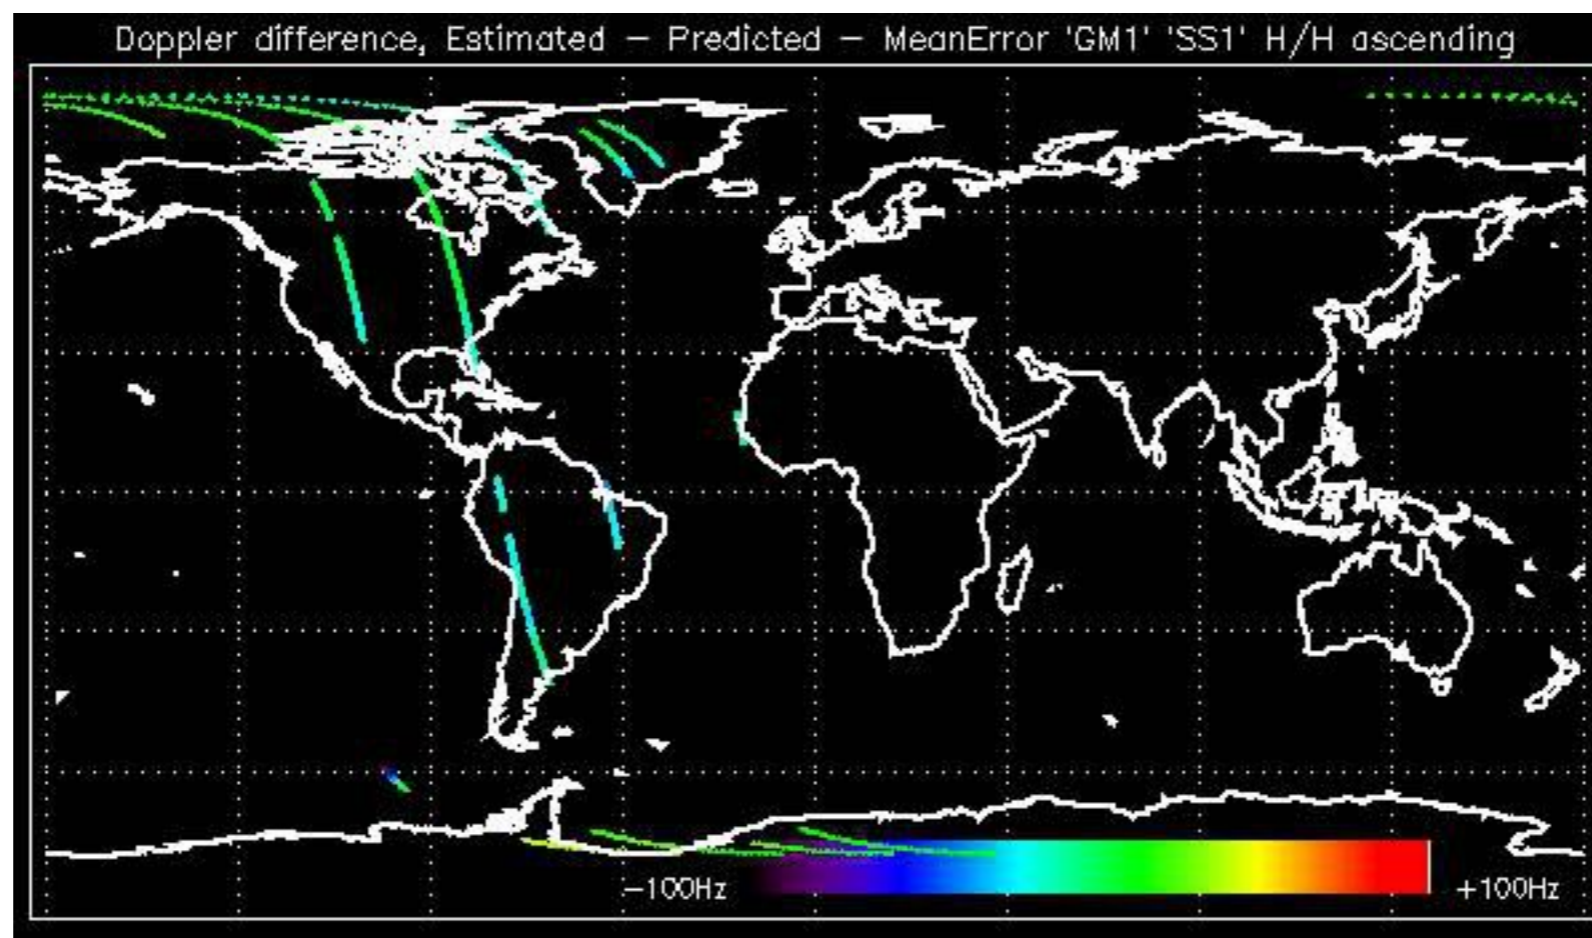 Doppler difference, Estimated – Predicted – MeanError 'GM1' 'SS1' H/H ascending
–100Hz
+100Hz